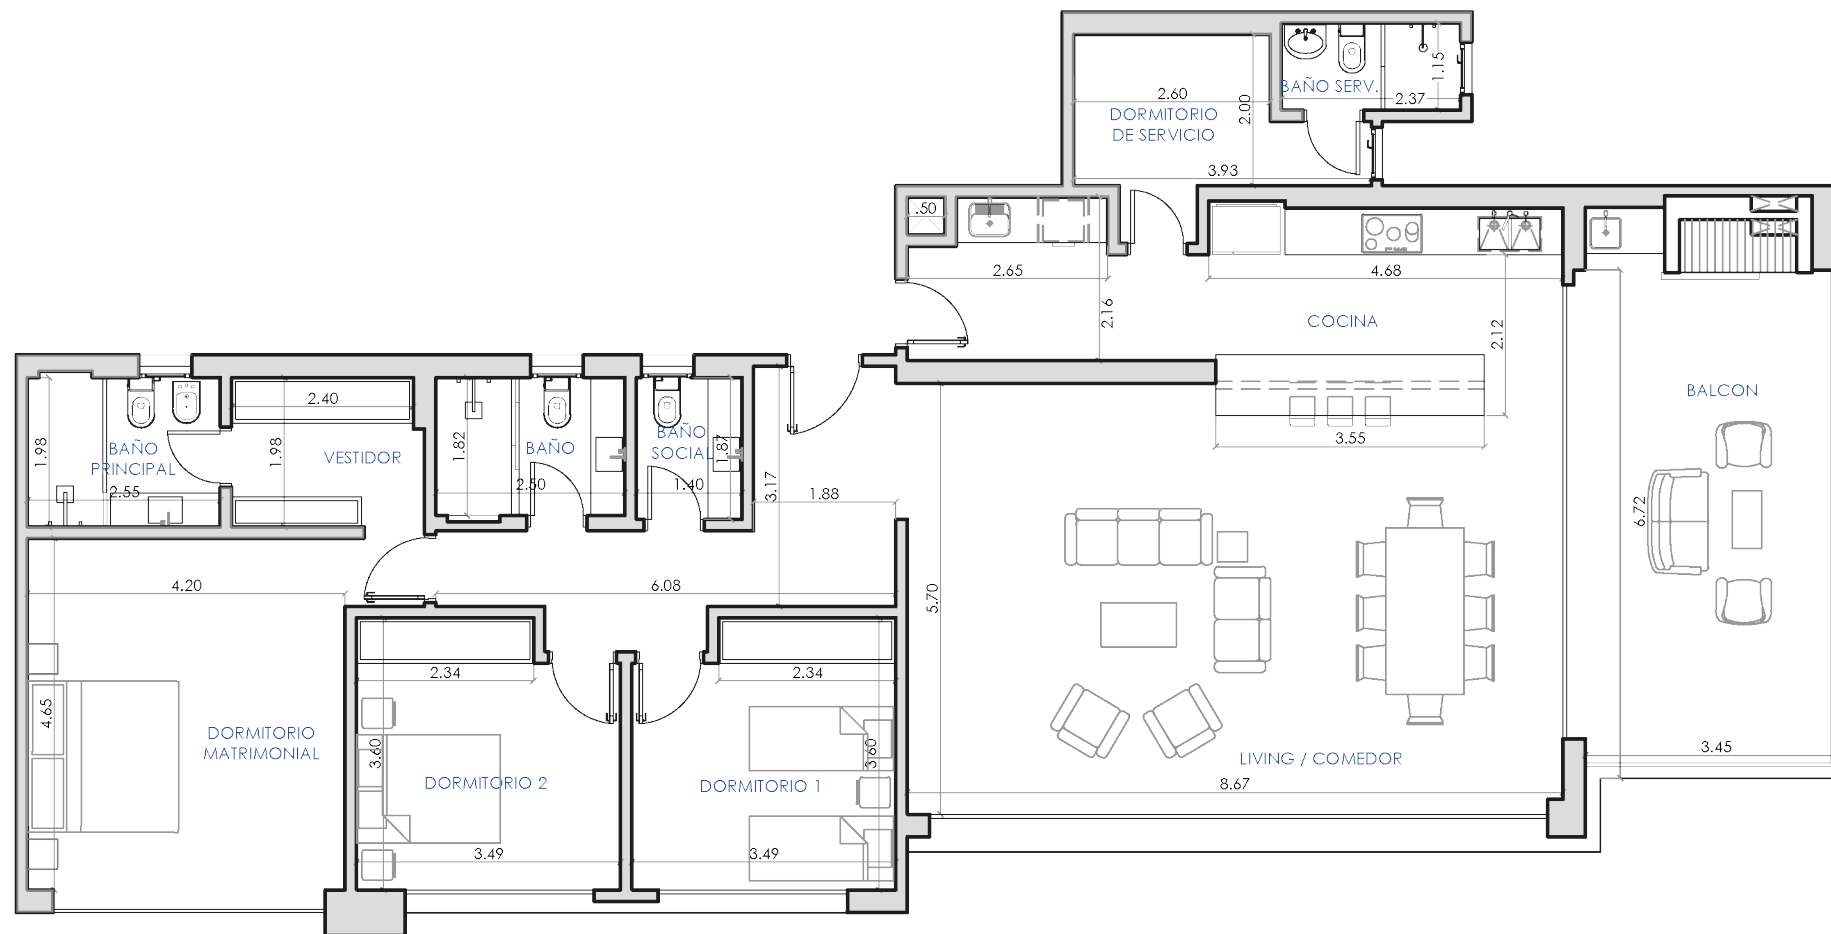 1.15
BAÑO SERV.
2.37
2.60
2.00
DORMITORIO
DE SERVICIO
3.93
.50
2.65
4.68
2.16
COCINA
2.12
3.55
BALCON
6.72
3.45
1.98
BAÑO
PRINCIPAL
2.55
2.40
1.98
VESTIDOR
1.82
BAÑO
2.50
BAÑO
SOCIAL
1.87
1.40
3.17
1.88
4.20
6.08
5.70
2.34
2.34
4.65
DORMITORIO
MATRIMONIAL
3.60
DORMITORIO 2
3.49
3.60
DORMITORIO 1
3.49
LIVING / COMEDOR
8.67